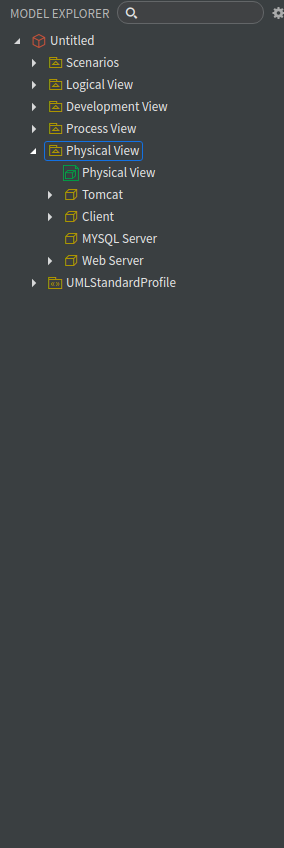 MODEL EXPLORER
Untitled
Scenarios
Logical View
Development View
Process View
Physical View
Physical View
Tomcat
Client
MYSQL Server
Web Server
UMLStandardProfile